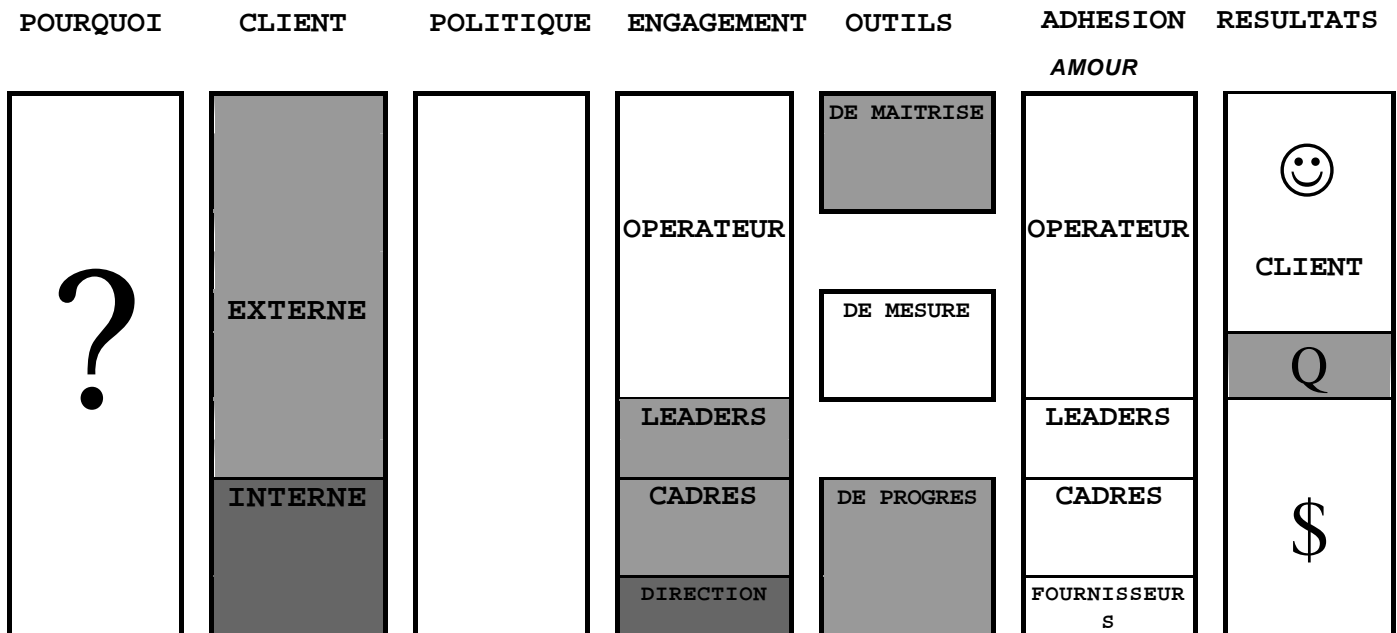 POURQUOI CLIENT POLITIQUE ENGAGEMENT OUTILS ADHESION RESULTATS
AMOUR
?
EXTERNE
INTERNE
OPERATEUR
LEADERS
CADRES
DIRECTION
DE MAITRISE
DE MESURE
DE PROGRES
OPERATEUR
LEADERS
CADRES
FOURNISSEUR
S
CLIENT
Q
$